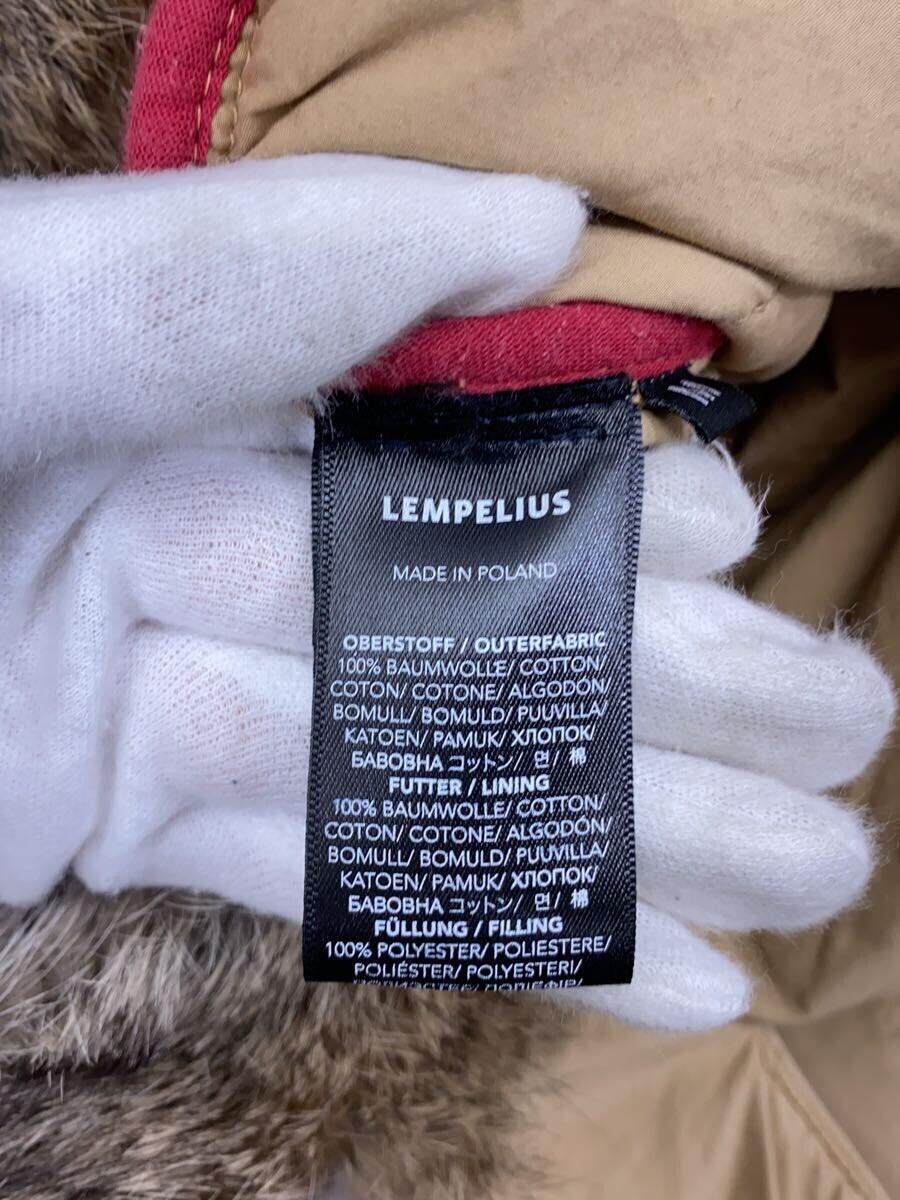 LEMPELIUS
MADE IN POLAND
OBERSTOFF / OUTERFABRIC
100% BAUMWOLLE/ COTTON/
COTON/ COTONE/ ALGODÓN/
BOMULL/ BOMULD/ PUUVILLA/
KATOEN/ PAMUK/ ХЛОПОК/
БАВОВНА コットン/ 면/ 棉
FUTTER / LINING
100% BAUMWOLLE/ COTTON/
COTON/ COTONE/ ALGODÓN/
BOMULL/ BOMULD/ PUUVILLA/
KATOEN/ PAMUK/ ХЛОПОК/
БАВОВНА コットン/ 면/ 棉
FÜLLUNG / FILLING
100% POLYESTER/ POLIESTERE/
POLIÉSTER/ POLYESTERI/